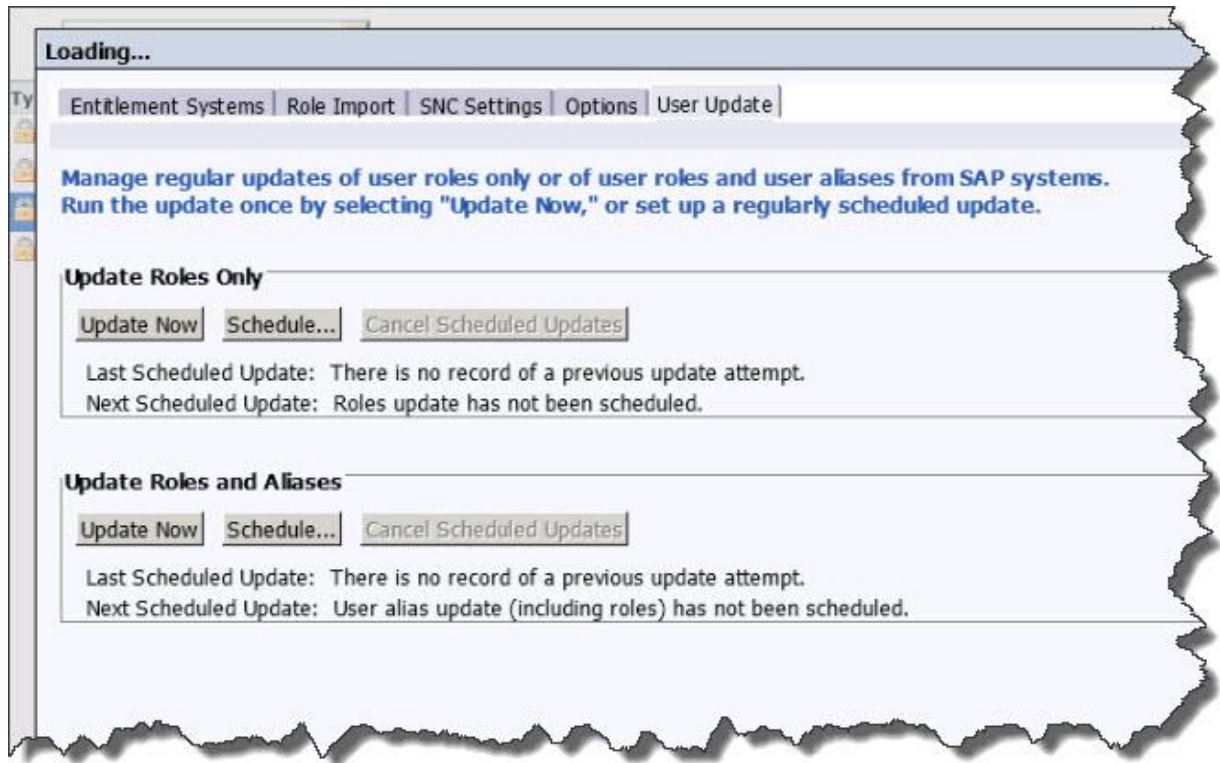 Loading...
Ty
Entitlement Systems Role Import SNC Settings Options User Update
Manage regular updates of user roles only or of user roles and user aliases from SAP systems.
Run the update once by selecting "Update Now," or set up a regularly scheduled update.
Update Roles Only
Update Now Schedule... Cancel Scheduled Updates
Last Scheduled Update: There is no record of a previous update attempt.
Next Scheduled Update: Roles update has not been scheduled.
Update Roles and Aliases
Update Now Schedule... Cancel Scheduled Updates
Last Scheduled Update: There is no record of a previous update attempt.
Next Scheduled Update: User alias update (including roles) has not been scheduled.